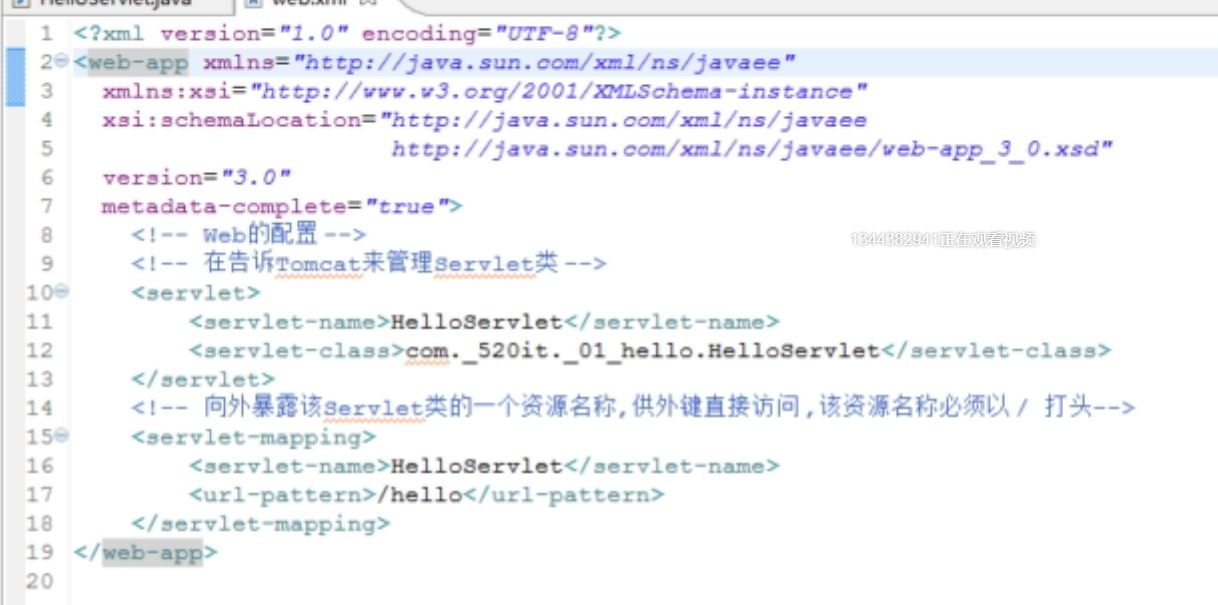 HelloServlet.java web.xml
1 <?xml version="1.0" encoding="UTF-8"?>
2 <web-app xmlns="http://java.sun.com/xml/ns/javaee"
3 xmlns:xsi="http://www.w3.org/2001/XMLSchema-instance"
4 xsi:schemaLocation="http://java.sun.com/xml/ns/javaee
5 http://java.sun.com/xml/ns/javaee/web-app_3_0.xsd"
6 version="3.0"
7 metadata-complete="true">
8 <!-- Web的配置 -->
1344382941正在观看视频
9 <!-- 在告诉Tomcat来管理Servlet类 -->
10 <servlet>
11 <servlet-name>HelloServlet</servlet-name>
12 <servlet-class>com._520it._01_hello.HelloServlet</servlet-class>
13 </servlet>
14 <!-- 向外暴露该Servlet类的一个资源名称,供外键直接访问,该资源名称必须以 / 打头-->
15 <servlet-mapping>
16 <servlet-name>HelloServlet</servlet-name>
17 <url-pattern>/hello</url-pattern>
18 </servlet-mapping>
19 </web-app>
20